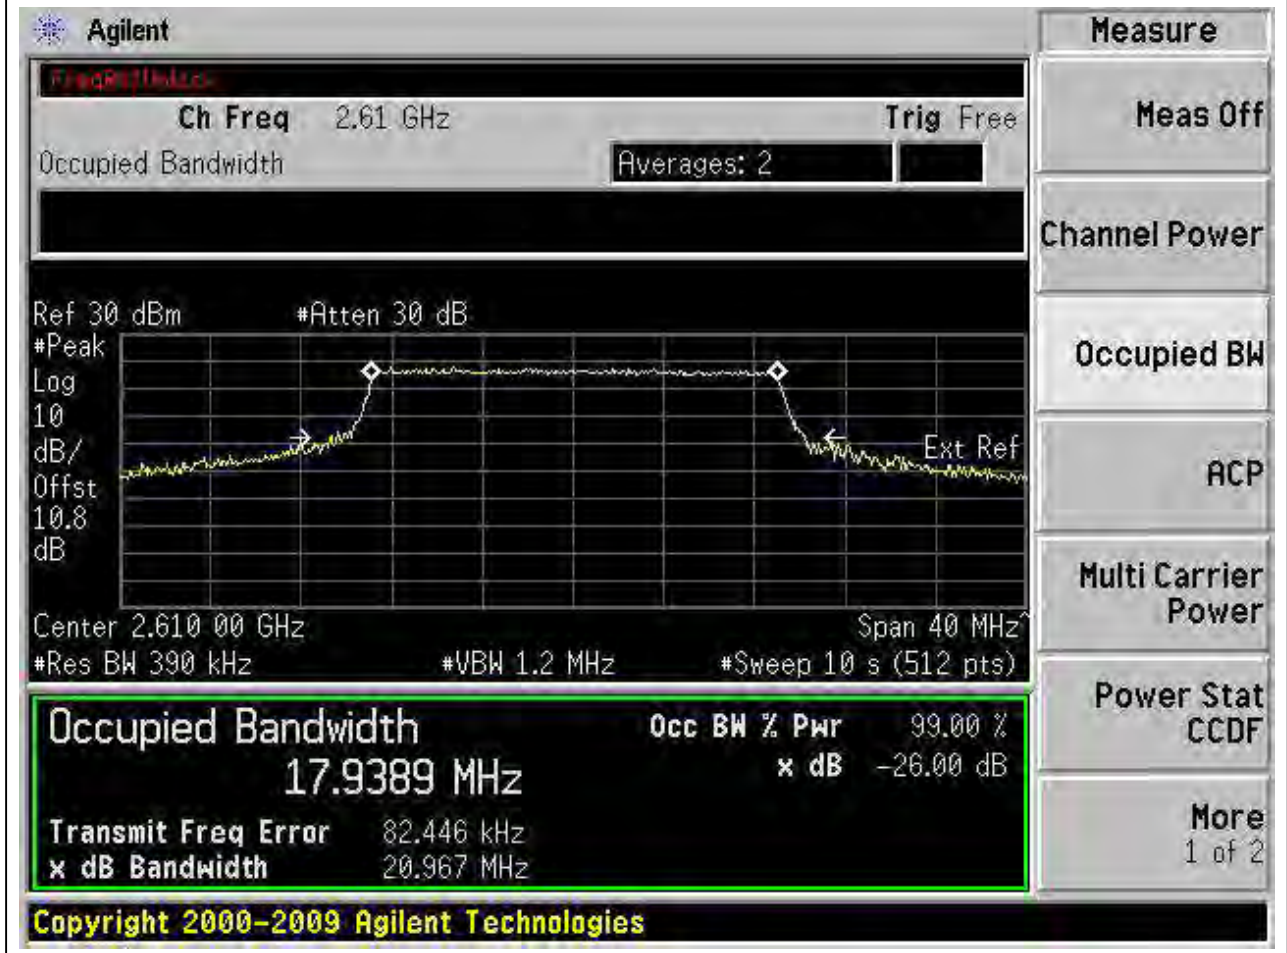 Agilent
Measure
Ch Freq 2.61 GHz
Trig Free
Occupied Bandwidth
Averages: 2
Ref 30 dBm
#Atten 30 dB
#Peak
Log
10
dB/
Offst
10.8
dB
Ext Ref
Center 2.610 00 GHz
Span 40 MHz^
#Res BW 390 kHz
#VBW 1.2 MHz
#Sweep 10 s (512 pts)
Occupied Bandwidth
17.9389 MHz
Occ BW % Pwr 99.00 %
x dB -26.00 dB
Transmit Freq Error 82.446 kHz
x dB Bandwidth 20.967 MHz
Meas Off
Channel Power
Occupied BW
ACP
Multi Carrier
Power
Power Stat
CCDF
More
1 of 2
Copyright 2000-2009 Agilent Technologies